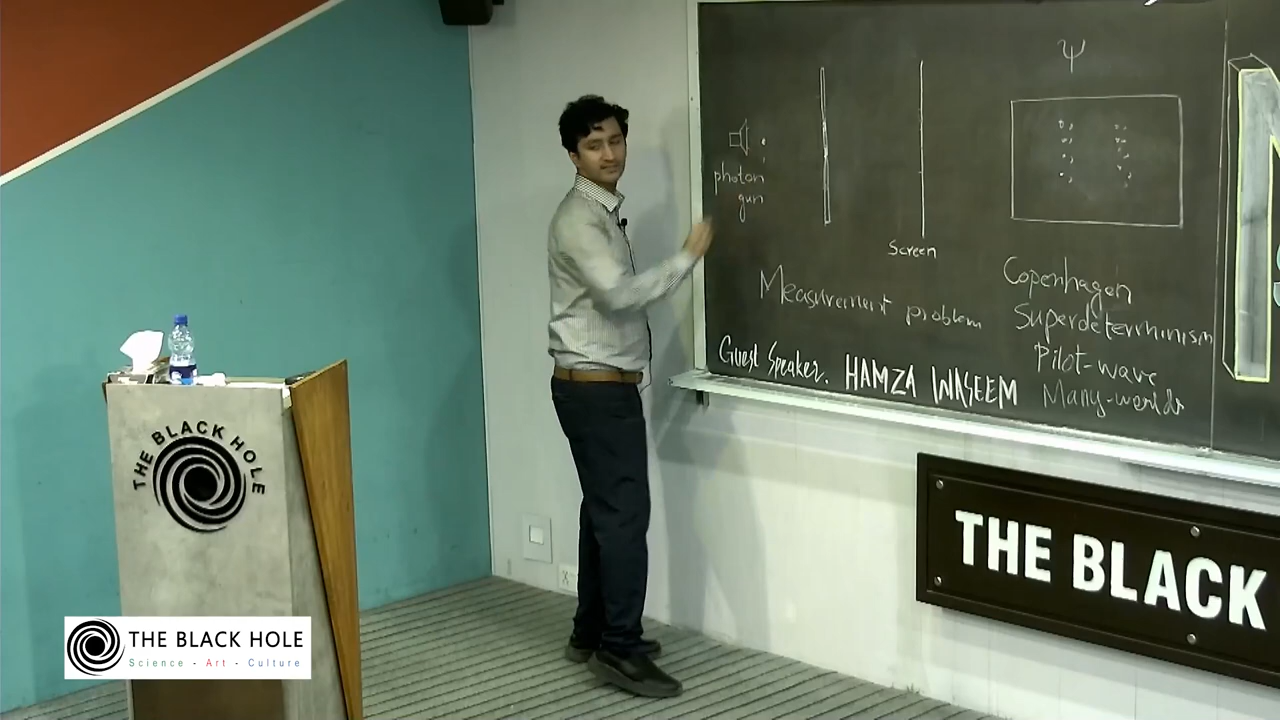 ψ
photon
gun
Screen
Measurement problem
Copenhagen
Superdeterminism
Pilot-wave
Many-worlds
Guest Speaker. HAMZA WASEEM
THE BLACK HOLE
THE BLACK
THE BLACK HOLE
Science - Art - Culture